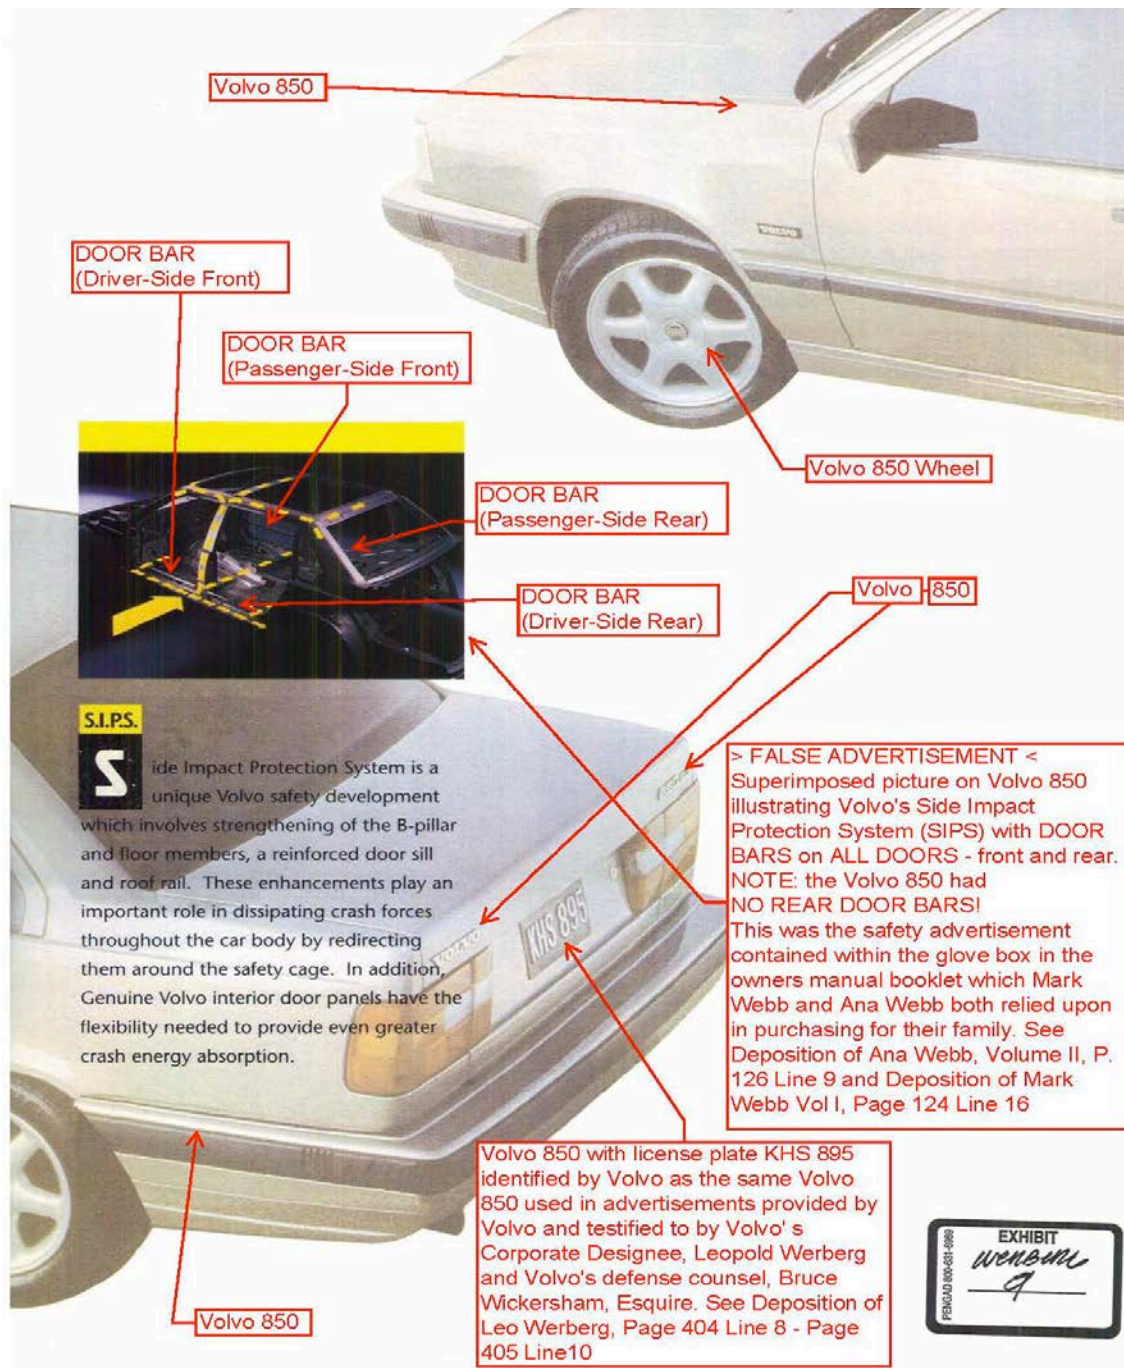 Volvo 850
VOLVO
DOOR BAR
(Driver-Side Front)
DOOR BAR
(Passenger-Side Front)
Volvo 850 Wheel
DOOR BAR
(Passenger-Side Rear)
DOOR BAR
(Driver-Side Rear)
Volvo 850
S.I.P.S.
Side Impact Protection System is a
unique Volvo safety development
which involves strengthening of the B-pillar
and floor members, a reinforced door sill
and roof rail. These enhancements play an
important role in dissipating crash forces
throughout the car body by redirecting
them around the safety cage. In addition,
Genuine Volvo interior door panels have the
flexibility needed to provide even greater
crash energy absorption.
VOLVO
KHS 895
> FALSE ADVERTISEMENT <
Superimposed picture on Volvo 850
illustrating Volvo's Side Impact
Protection System (SIPS) with DOOR
BARS on ALL DOORS - front and rear.
NOTE: the Volvo 850 had
NO REAR DOOR BARS!
This was the safety advertisement
contained within the glove box in the
owners manual booklet which Mark
Webb and Ana Webb both relied upon
in purchasing for their family. See
Deposition of Ana Webb, Volume II, P.
126 Line 9 and Deposition of Mark
Webb Vol I, Page 124 Line 16
Volvo 850 with license plate KHS 895
identified by Volvo as the same Volvo
850 used in advertisements provided by
Volvo and testified to by Volvo' s
Corporate Designee, Leopold Werberg
and Volvo's defense counsel, Bruce
Wickersham, Esquire. See Deposition of
Leo Werberg, Page 404 Line 8 - Page
405 Line10
Volvo 850
PENGAD 800-631-6989
EXHIBIT
9